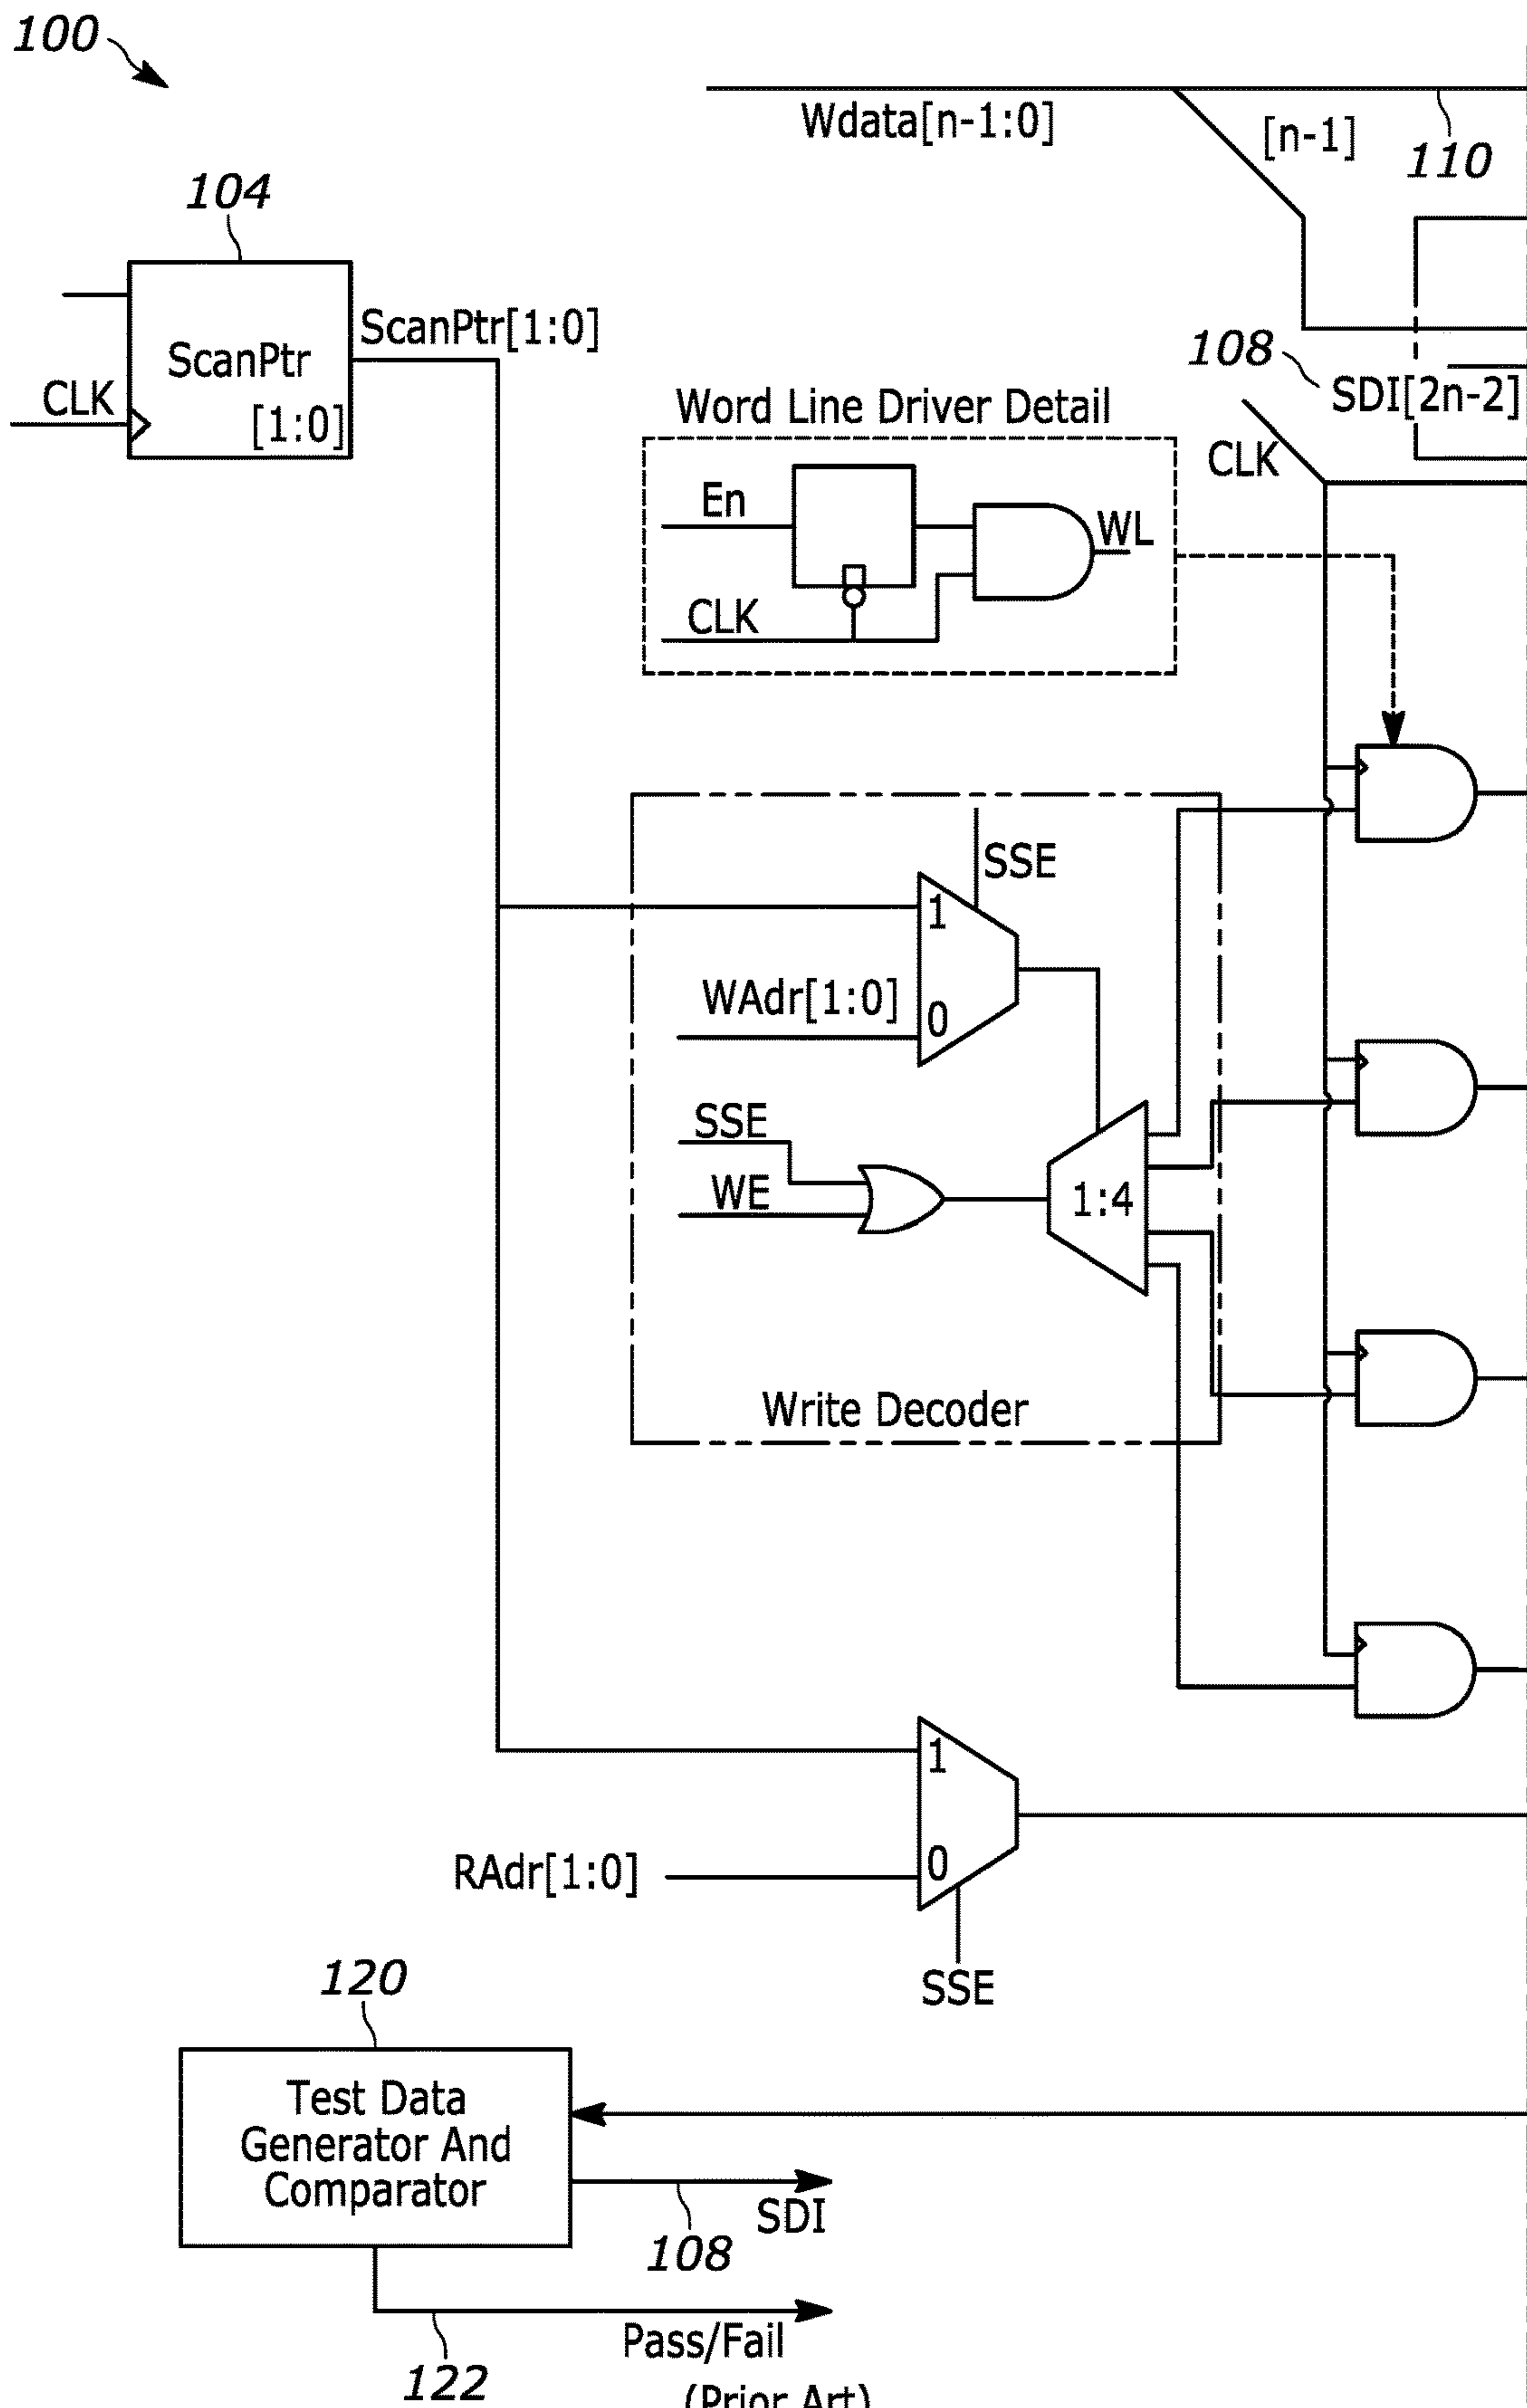 100
Wdata[n-1:0]
[n-1]
110
104
ScanPtr
[1:0]
CLK
ScanPtr[1:0]
108
SDI[2n-2]
CLK
Word Line Driver Detail
En
WL
CLK
SSE
1
WAdr[1:0]
0
SSE
WE
1:4
Write Decoder
1
RAdr[1:0]
0
SSE
120
Test Data
Generator And
Comparator
SDI
108
Pass/Fail
122
(Prior Art)